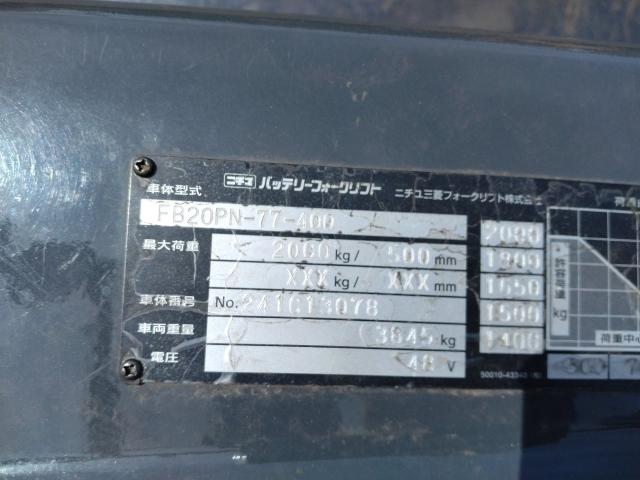 ニチユ バッテリーフォークリフト ニチユ三菱フォークリフト株式会社
車体型式 FB20PN-77-400
最大荷重 2000 kg/ 500 mm
XXX kg/ XXX mm
車体番号 No. 241G13078
車両重量 3645 kg
電圧 48 V
2000
1900
1650
1500
1400
許容荷重
kg
荷重中心
500